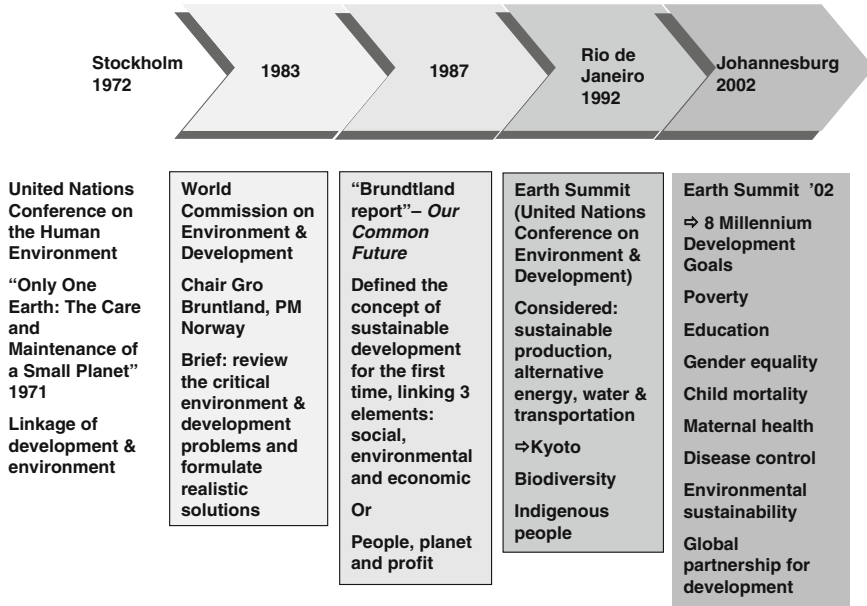 Stockholm
1972
1983
1987
Rio de
Janeiro
1992
Johannesburg
2002
United Nations
Conference on
the Human
Environment
“Only One
Earth: The Care
and
Maintenance of
a Small Planet”
1971
Linkage of
development &
environment
World
Commission on
Environment &
Development
Chair Gro
Bruntland, PM
Norway
Brief: review
the critical
environment &
development
problems and
formulate
realistic
solutions
“Brundtland
report”– Our
Common
Future
Defined the
concept of
sustainable
development
for the first
time, linking 3
elements:
social,
environmental
and economic
Or
People, planet
and profit
Earth Summit
(United Nations
Conference on
Environment &
Development)
Considered:
sustainable
production,
alternative
energy, water &
transportation
⇨Kyoto
Biodiversity
Indigenous
people
Earth Summit '02
⇨ 8 Millennium
Development
Goals
Poverty
Education
Gender equality
Child mortality
Maternal health
Disease control
Environmental
sustainability
Global
partnership for
development